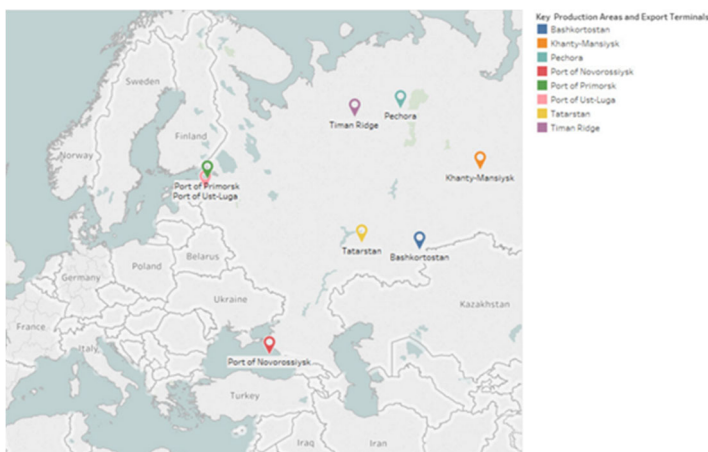 Key Production Areas and Export Terminals
Bashkortostan
Khanty-Mansiysk
Pechora
Port of Novorossiysk
Port of Primorsk
Port of Ust-Luga
Tatarstan
Timan Ridge
Sweden
Finland
Norway
Timan Ridge
Pechora
Khanty-Mansiysk
Port of Primorsk
Port of Ust-Luga
Tatarstan
Bashkortostan
Belarus
Poland
Germany
Ukraine
Kazakhstan
France
Italy
Port of Novorossiysk
Turkey
Iraq
Iran